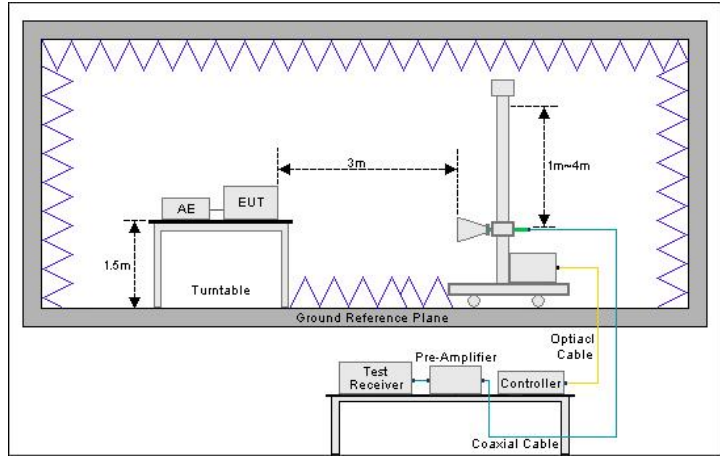 3m
1m~4m
AE
EUT
1.5m
Turntable
Ground Reference Plane
Optiacl
Cable
Test
Receiver
Pre-Amplifier
Controller
Coaxial Cable